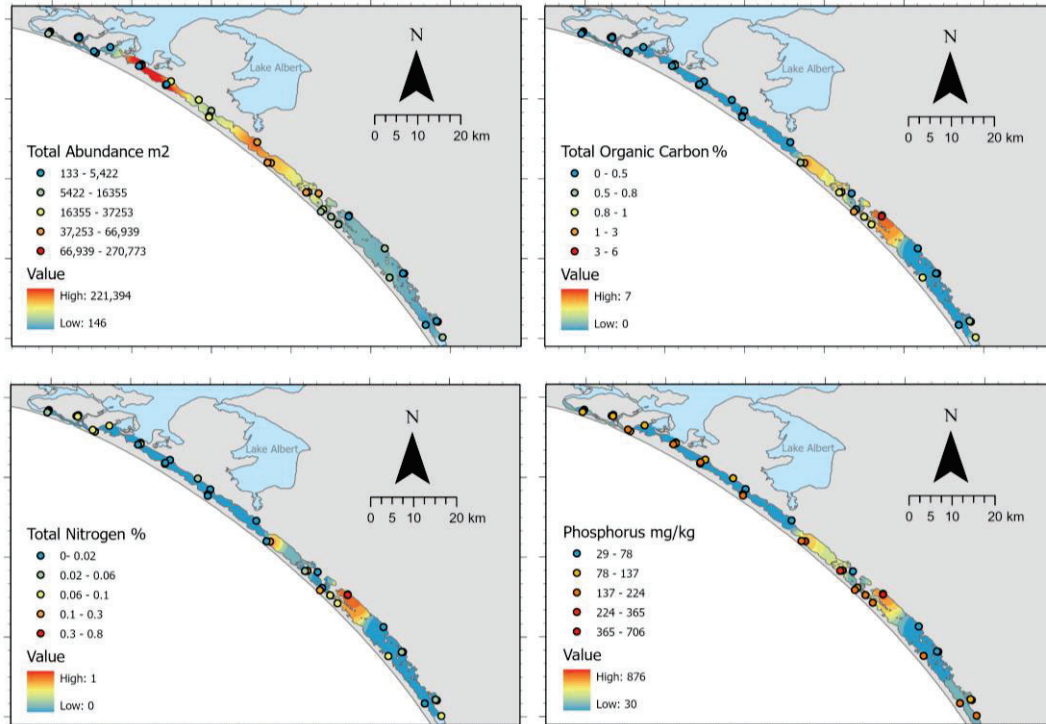 N
Lake Albert
0 5 10 20 km
Total Abundance m2
133 - 5,422
5422 - 16355
16355 - 37253
37,253 - 66,939
66,939 - 270,773
Value
High: 221,394
Low: 146
N
Lake Albert
0 5 10 20 km
Total Organic Carbon %
0 - 0.5
0.5 - 0.8
0.8 - 1
1 - 3
3 - 6
Value
High: 7
Low: 0
N
Lake Albert
0 5 10 20 km
Total Nitrogen %
0- 0.02
0.02 - 0.06
0.06 - 0.1
0.1 - 0.3
0.3 - 0.8
Value
High: 1
Low: 0
N
Lake Albert
0 5 10 20 km
Phosphorus mg/kg
29 - 78
78 - 137
137 - 224
224 - 365
365 - 706
Value
High: 876
Low: 30